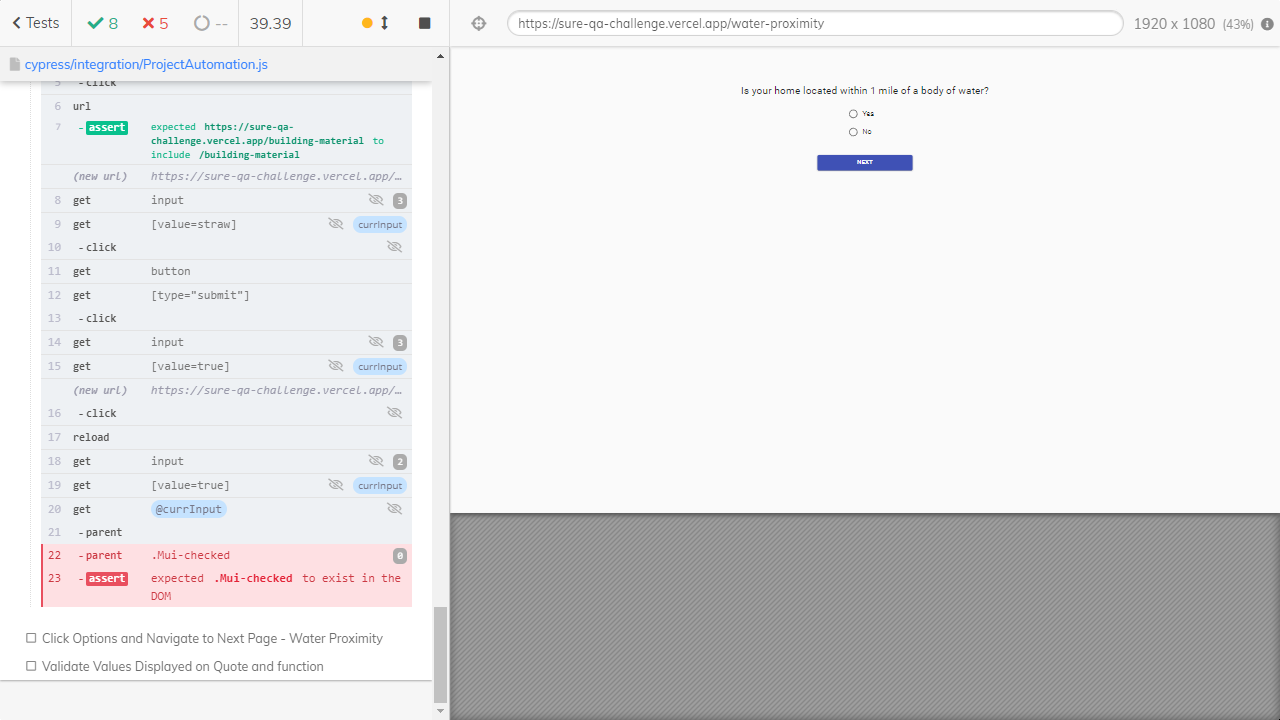 Tests 8 5 -- 39.39
https://sure-qa-challenge.vercel.app/water-proximity 1920 x 1080 (43%)
cypress/integration/ProjectAutomation.js
5 -click
6 url
7 -assert expected https://sure-qa-
challenge.vercel.app/building-material to
include /building-material
(new url) https://sure-qa-challenge.vercel.app/…
8 get input 3
9 get [value=straw] currInput
10 -click
11 get button
12 get [type="submit"]
13 -click
14 get input 3
15 get [value=true] currInput
(new url) https://sure-qa-challenge.vercel.app/…
16 -click
17 reload
18 get input 2
19 get [value=true] currInput
20 get @currInput
21 -parent
22 -parent .Mui-checked 0
23 -assert expected .Mui-checked to exist in the
DOM
Click Options and Navigate to Next Page - Water Proximity
Validate Values Displayed on Quote and function
Is your home located within 1 mile of a body of water?
Yes
No
NEXT